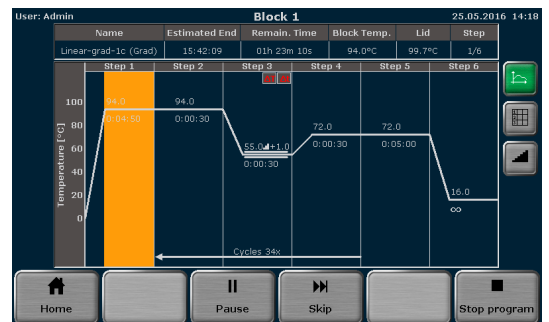 User: Admin Block 1 25.05.2016 14:18
Name Estimated End Remain. Time Block Temp. Lid Step
Linear-grad-1c (Grad) 15:42:09 01h 23m 10s 94.0ºC 99.7ºC 1/6
Step 1 Step 2 Step 3 Step 4 Step 5 Step 6
Temperature [°C]
100
80
60
40
20
0
94.0
0:04:50
94.0
0:00:30
55.0 +1.0
0:00:30
72.0
0:00:30
72.0
0:05:00
16.0
∞
Cycles 34x
Home Pause Skip Stop program